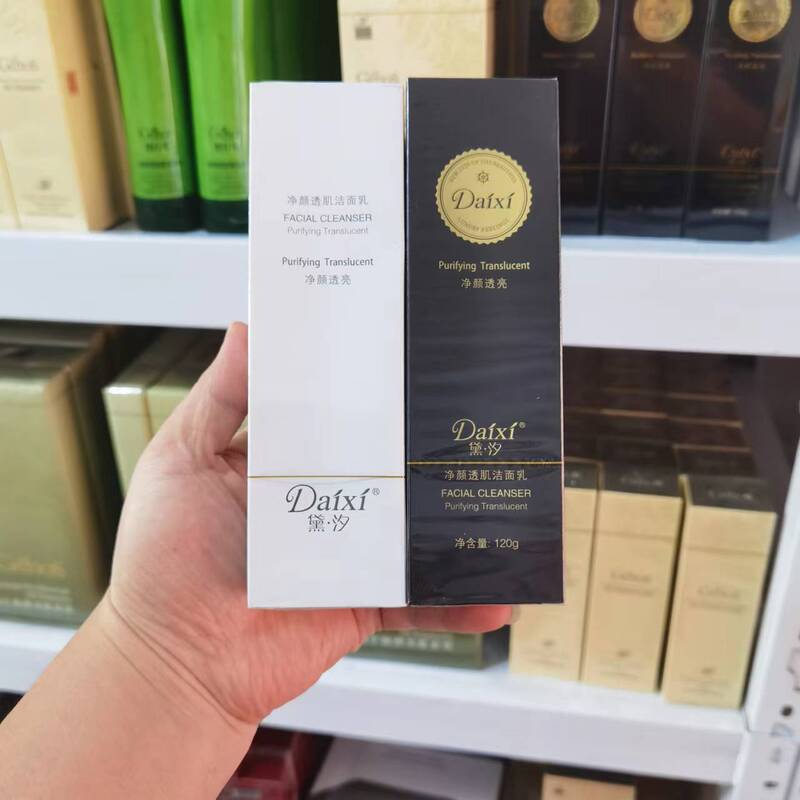 净颜透肌洁面乳
FACIAL CLEANSER
Purifying Translucent
Purifying Translucent
净颜透亮
Daixi®
黛·汐
Daixi
Purifying Translucent
净颜透亮
Daixi®
黛·汐
净颜透肌洁面乳
FACIAL CLEANSER
Purifying Translucent
净含量: 120g